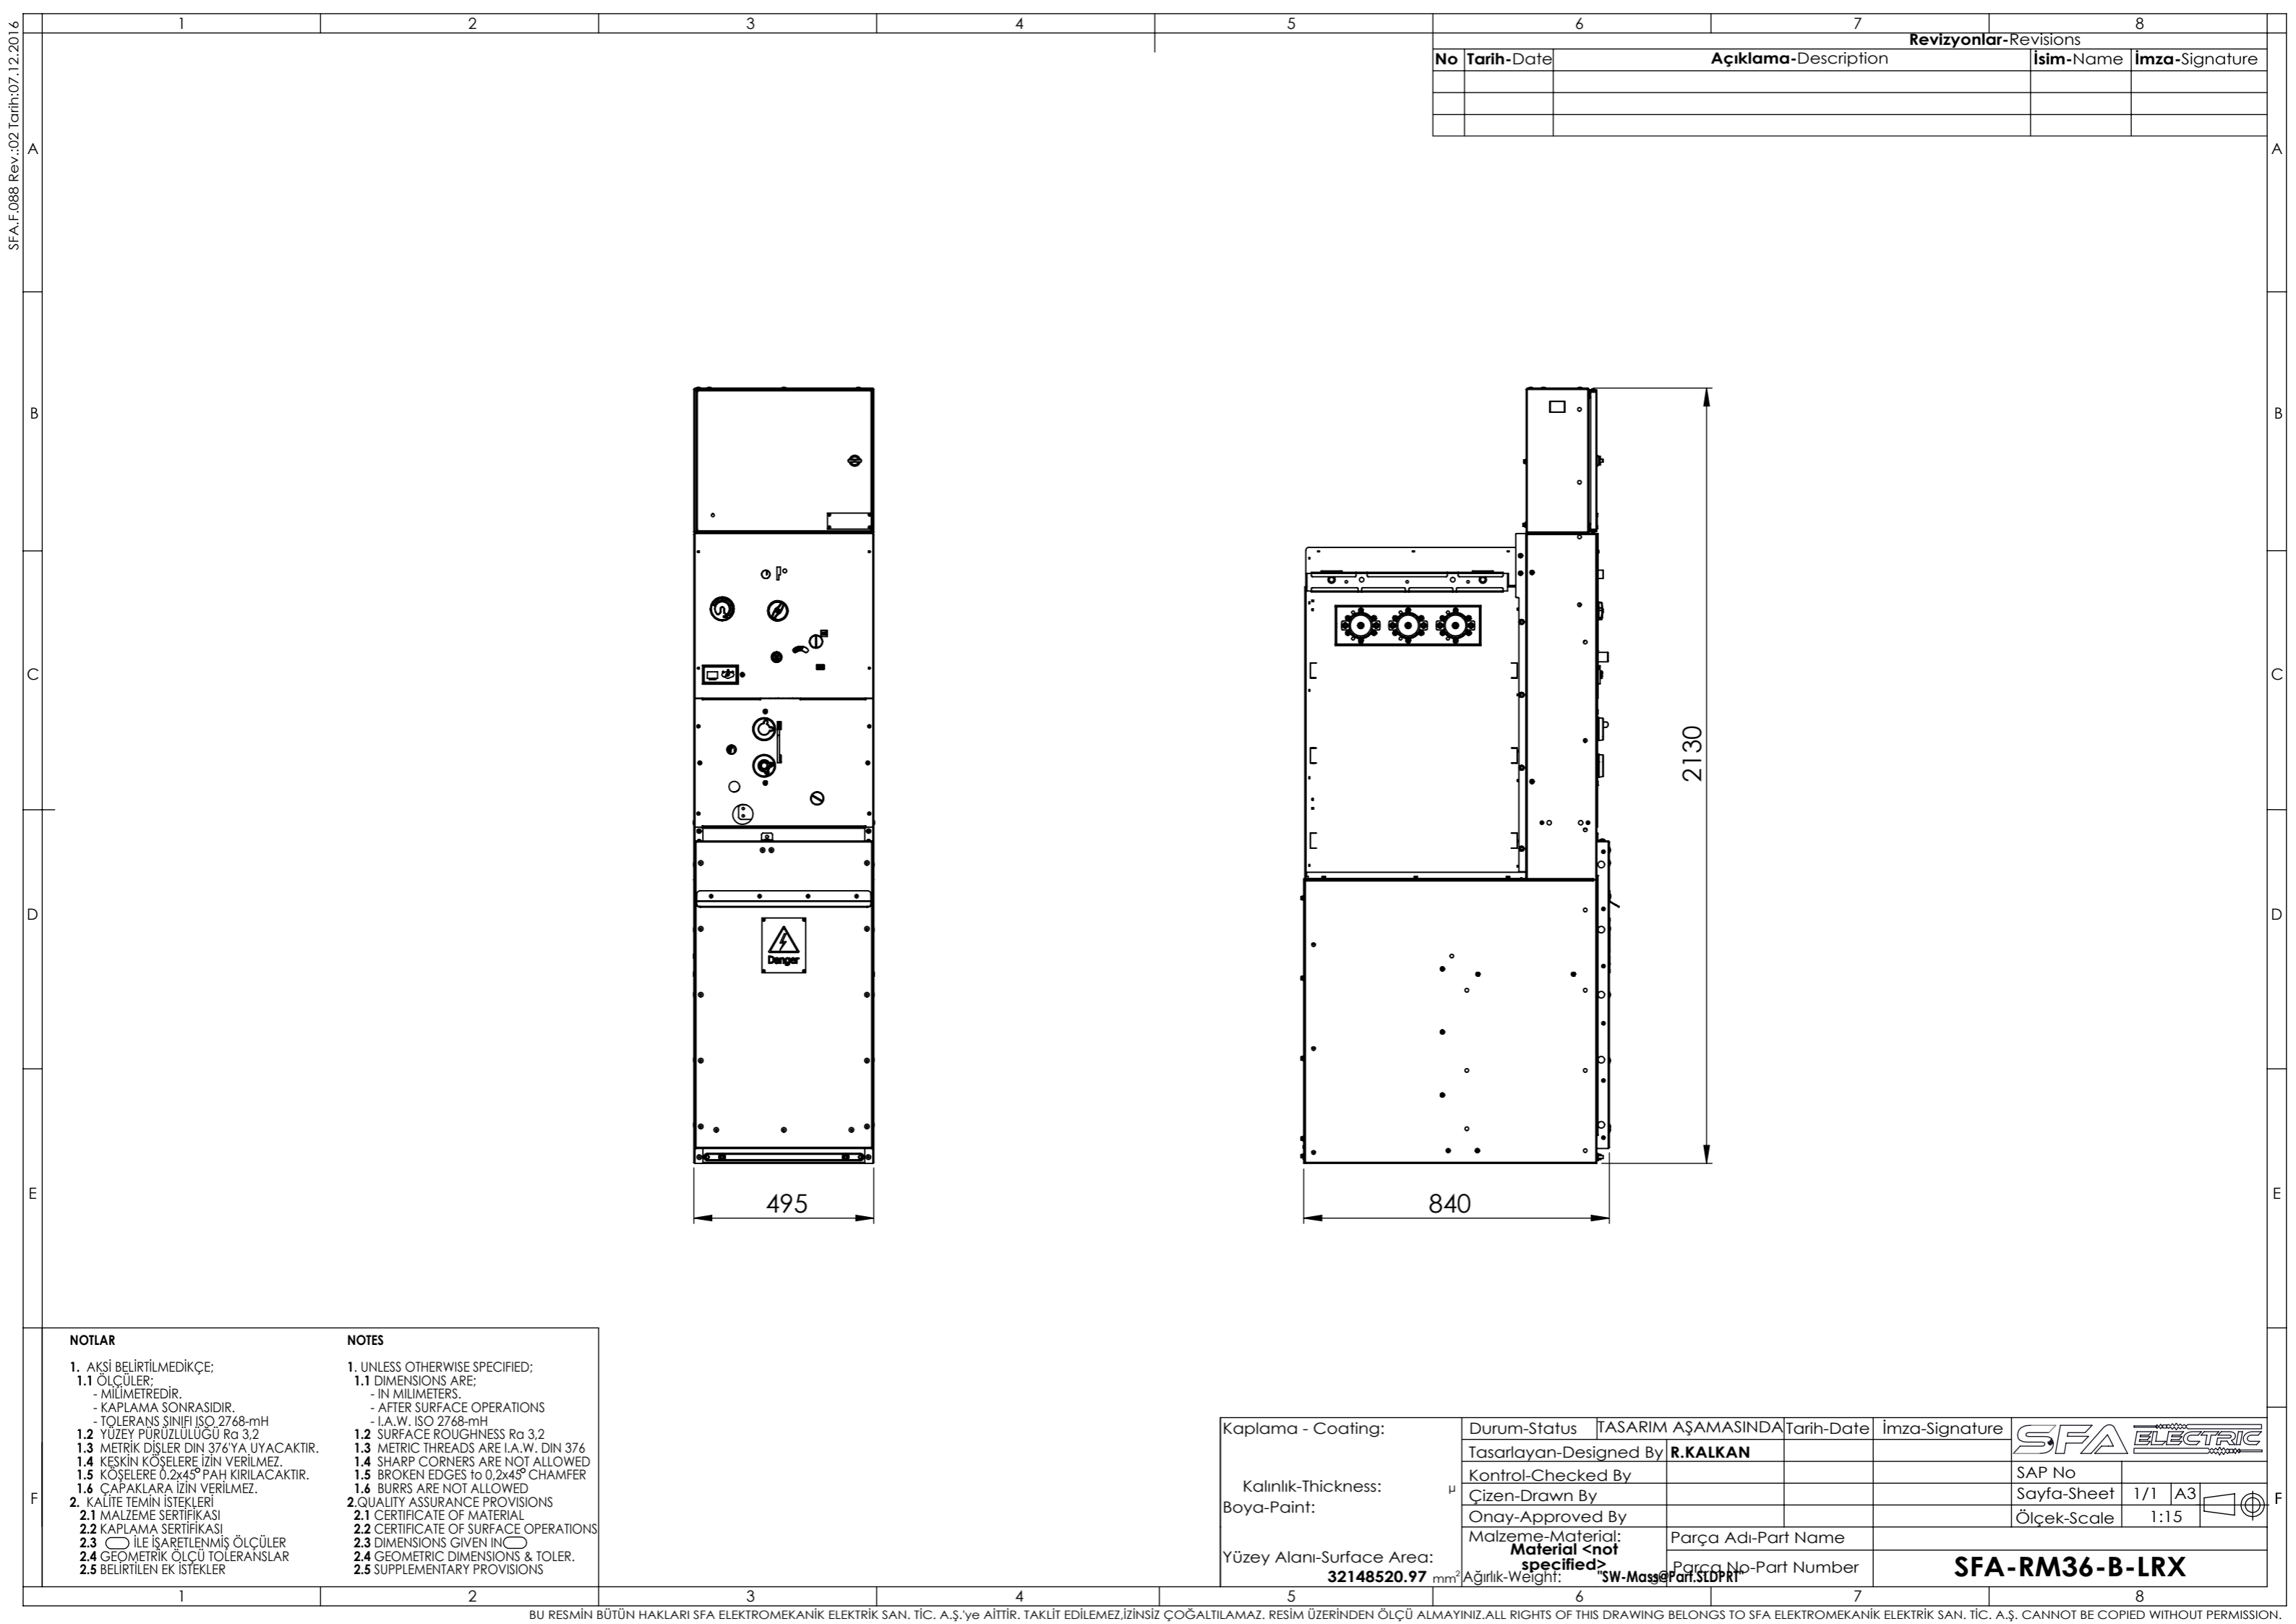 1 2 3 4 5 6 7 8
SFA.F.088 Rev.:02 Tarih:07.12.2016
Revizyonlar-Revisions
No Tarih-Date Açıklama-Description İsim-Name İmza-Signature
A A
B B
C C
D D
E E
F F
Danger
495
840
2130
NOTLAR
1. AKSİ BELİRTİLMEDİKÇE;
1.1 ÖLÇÜLER;
- MİLİMETREDİR.
- KAPLAMA SONRASIDIR.
- TOLERANS SINIFI ISO 2768-mH
1.2 YÜZEY PÜRÜZLÜLÜĞÜ Ra 3,2
1.3 METRİK DİŞLER DIN 376'YA UYACAKTIR.
1.4 KESKİN KÖŞELERE İZİN VERİLMEZ.
1.5 KÖŞELERE 0.2x45° PAH KIRILACAKTIR.
1.6 ÇAPAKLARA İZİN VERİLMEZ.
2. KALİTE TEMİN İSTEKLERİ
2.1 MALZEME SERTİFİKASI
2.2 KAPLAMA SERTİFİKASI
2.3 İLE İŞARETLENMİŞ ÖLÇÜLER
2.4 GEOMETRİK ÖLÇÜ TOLERANSLAR
2.5 BELİRTİLEN EK İSTEKLER
NOTES
1. UNLESS OTHERWISE SPECIFIED;
1.1 DIMENSIONS ARE;
- IN MILIMETERS.
- AFTER SURFACE OPERATIONS
- I.A.W. ISO 2768-mH
1.2 SURFACE ROUGHNESS Ra 3,2
1.3 METRIC THREADS ARE I.A.W. DIN 376
1.4 SHARP CORNERS ARE NOT ALLOWED
1.5 BROKEN EDGES to 0,2x45° CHAMFER
1.6 BURRS ARE NOT ALLOWED
2.QUALITY ASSURANCE PROVISIONS
2.1 CERTIFICATE OF MATERIAL
2.2 CERTIFICATE OF SURFACE OPERATIONS
2.3 DIMENSIONS GIVEN IN
2.4 GEOMETRIC DIMENSIONS & TOLER.
2.5 SUPPLEMENTARY PROVISIONS
Kaplama - Coating:
Kalınlık-Thickness: µ
Boya-Paint:
Yüzey Alanı-Surface Area:
32148520.97 mm²
Durum-Status TASARIM AŞAMASINDA Tarih-Date İmza-Signature
Tasarlayan-Designed By R.KALKAN
Kontrol-Checked By
Çizen-Drawn By
Onay-Approved By
Malzeme-Material:
Material <not
specified>
Ağırlık-Weight: "SW-Mass@Part.SLDPRT"
Parça Adı-Part Name
Parça No-Part Number
SFA ELECTRIC
SAP No
Sayfa-Sheet 1/1 A3
Ölçek-Scale 1:15
SFA-RM36-B-LRX
1 2 3 5 6 7 8
BU RESMİN BÜTÜN HAKLARI SFA ELEKTROMEKANİK ELEKTRİK SAN. TİC. A.Ş.'ye AİTTİR. TAKLİT EDİLEMEZ,İZİNSİZ ÇOĞALTILAMAZ. RESİM ÜZERİNDEN ÖLÇÜ ALMAYINIZ.ALL RIGHTS OF THIS DRAWING BELONGS TO SFA ELEKTROMEKANİK ELEKTRİK SAN. TİC. A.Ş. CANNOT BE COPIED WITHOUT PERMISSION.